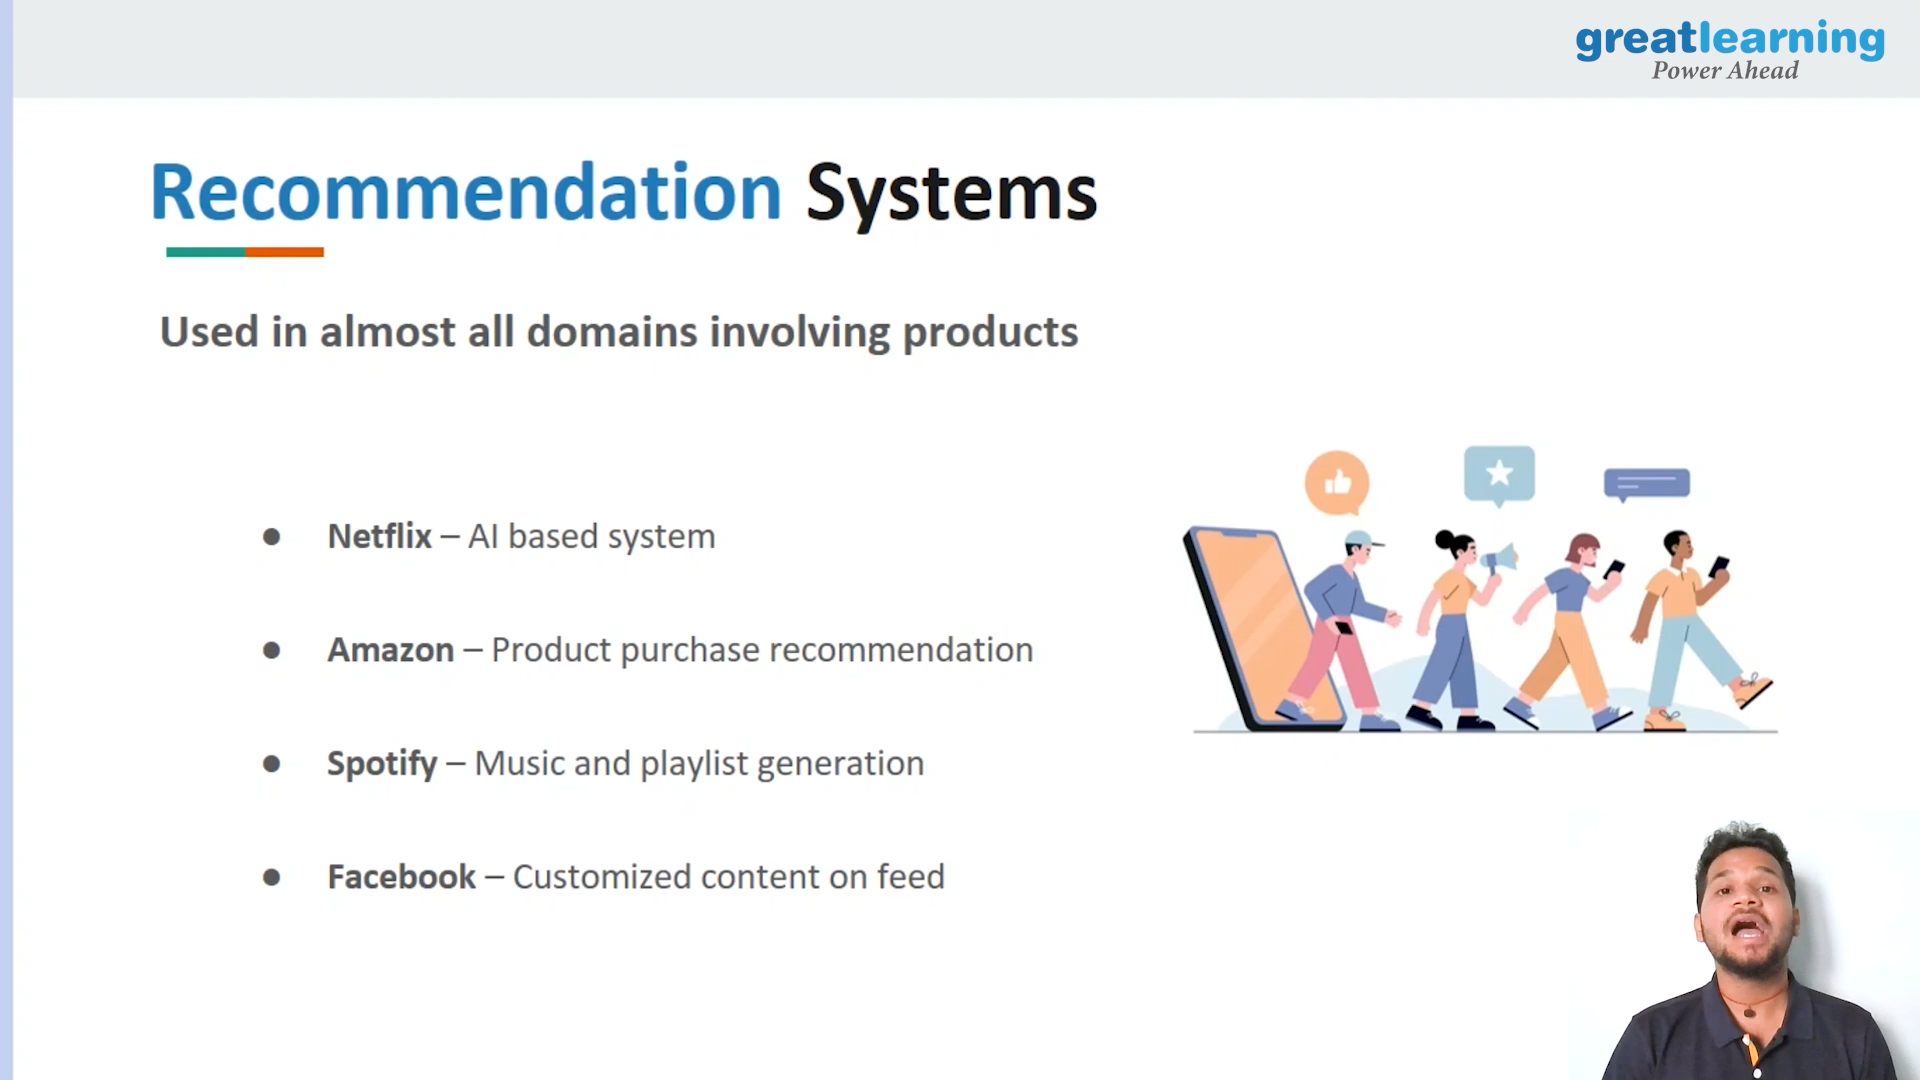 greatlearning
Power Ahead
Recommendation Systems
Used in almost all domains involving products
● Netflix – AI based system
● Amazon – Product purchase recommendation
● Spotify – Music and playlist generation
● Facebook – Customized content on feed